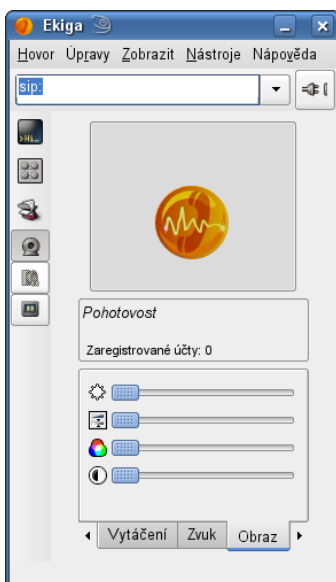 Ekiga
Hovor Úpravy Zobrazit Nástroje Nápověda
sip:
Pohotovost
Zaregistrované účty: 0
Vytáčení Zvuk Obraz